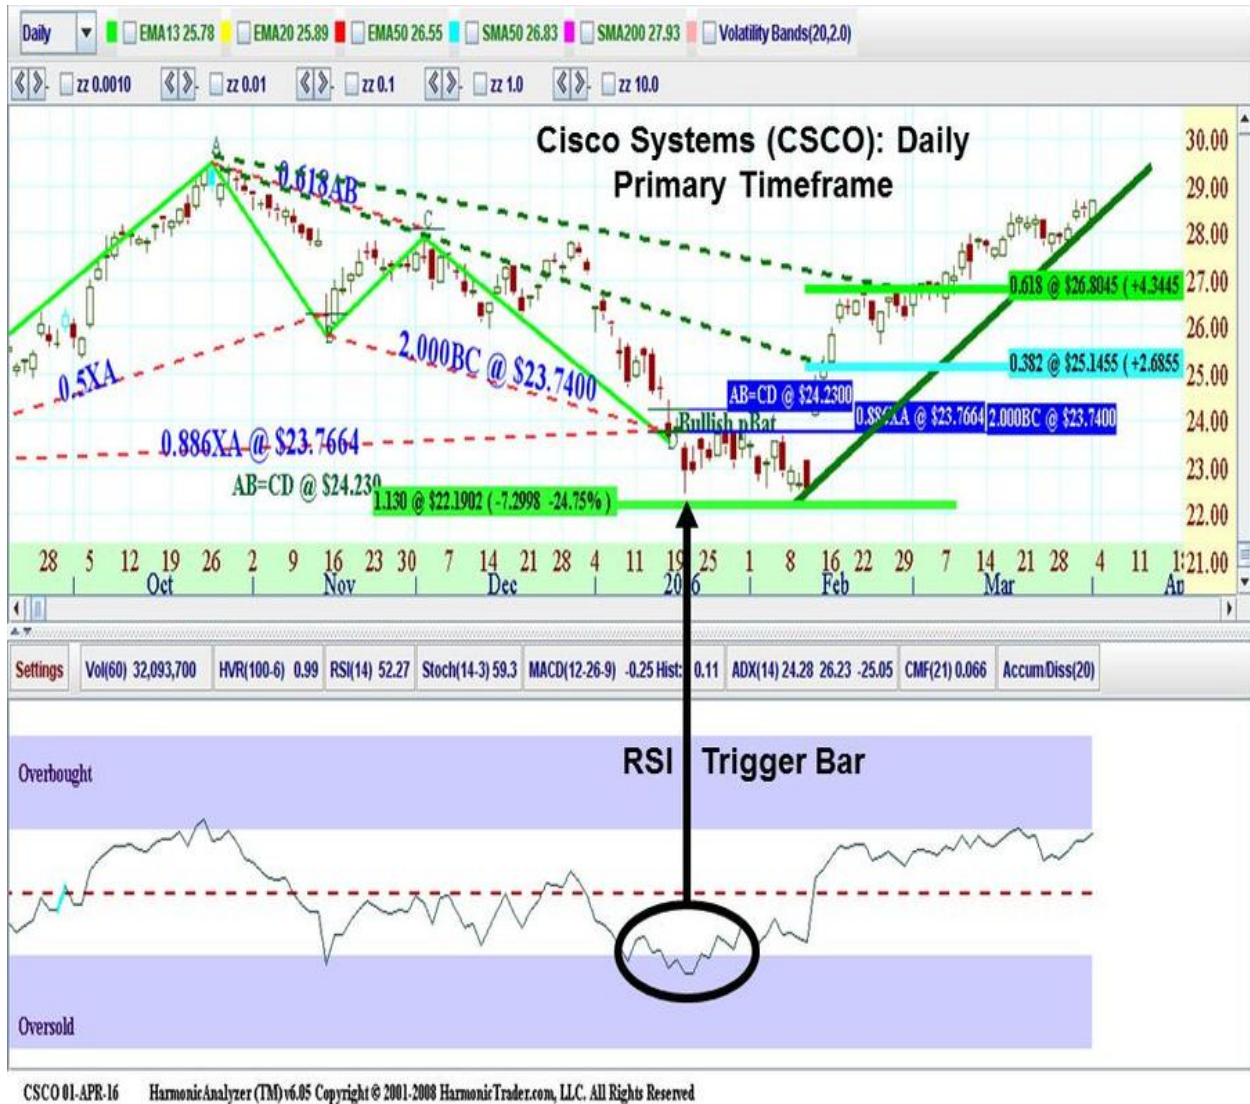 Daily EMA13 25.78 EMA20 25.89 EMA50 26.55 SMA50 26.83 SMA200 27.93 Volatility Bands(20,2.0)
zz 0.0010 zz 0.01 zz 0.1 zz 1.0 zz 10.0
Cisco Systems (CSCO): Daily
Primary Timeframe
30.00
29.00
28.00
27.00
26.00
25.00
24.00
23.00
22.00
21.00
A
0.618AB
C
B
0.5XA
2.000BC @ $23.7400
0.618 @ $26.8045 ( +4.3445
0.382 @ $25.1455 ( +2.6855
AB=CD @ $24.2300
0.886XA @ $23.7664 2.000BC @ $23.7400
Bullish pBat
D
0.886XA @ $23.7664
AB=CD @ $24.230
1.130 @ $22.1902 ( -7.2998 -24.75% )
28 5 12 19 26 2 9 16 23 30 7 14 21 28 4 11 19 25 1 8 16 22 29 7 14 21 28 4 11
Oct Nov Dec Feb Mar
Settings Vol(60) 32,093,700 HVR(100-6) 0.99 RSI(14) 52.27 Stoch(14-3) 59.3 MACD(12-26-9) -0.25 Hist: 0.11 ADX(14) 24.28 26.23 -25.05 CMF(21) 0.066 Accum/Diss(20)
Overbought
RSI Trigger Bar
Oversold
CSCO 01-APR-16 HarmonicAnalyzer (TM) v6.05 Copyright © 2001-2008 HarmonicTrader.com, LLC. All Rights Reserved